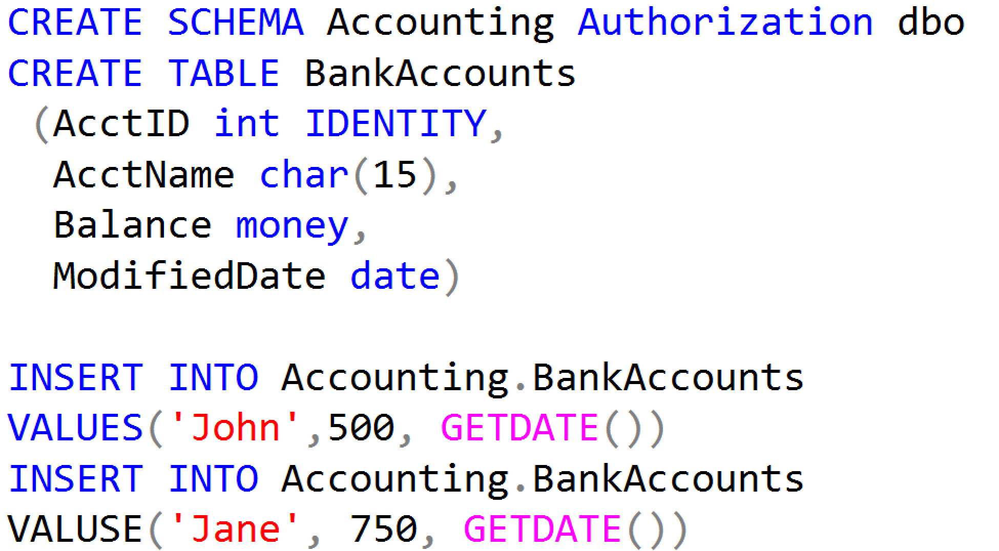 CREATE SCHEMA Accounting Authorization dbo
CREATE TABLE BankAccounts
(AcctID int IDENTITY,
AcctName char(15),
Balance money,
ModifiedDate date)
INSERT INTO Accounting.BankAccounts
VALUES('John',500, GETDATE())
INSERT INTO Accounting.BankAccounts
VALUSE('Jane', 750, GETDATE())